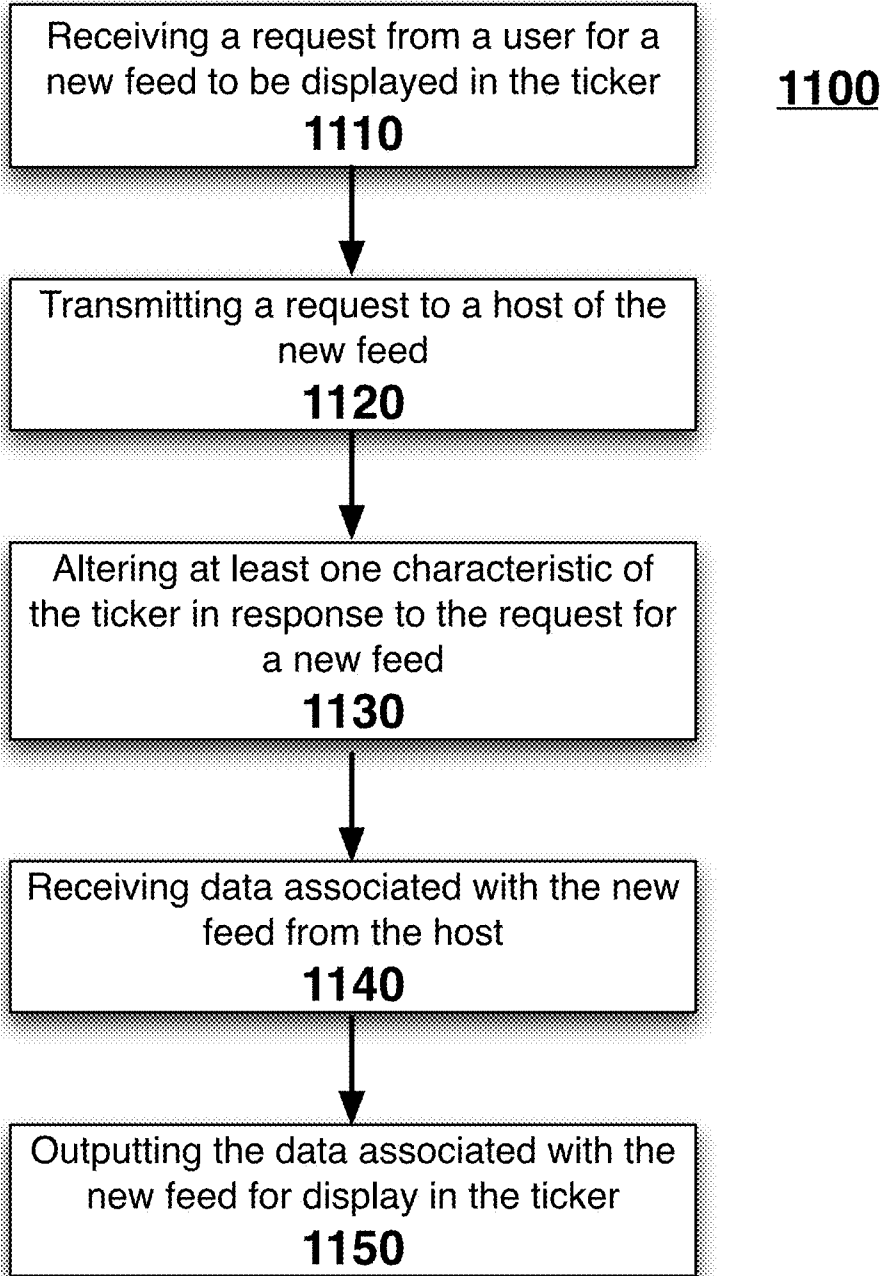 Receiving a request from a user for a
new feed to be displayed in the ticker
1110
1100
Transmitting a request to a host of the
new feed
1120
Altering at least one characteristic of
the ticker in response to the request for
a new feed
1130
Receiving data associated with the new
feed from the host
1140
Outputting the data associated with the
new feed for display in the ticker
1150